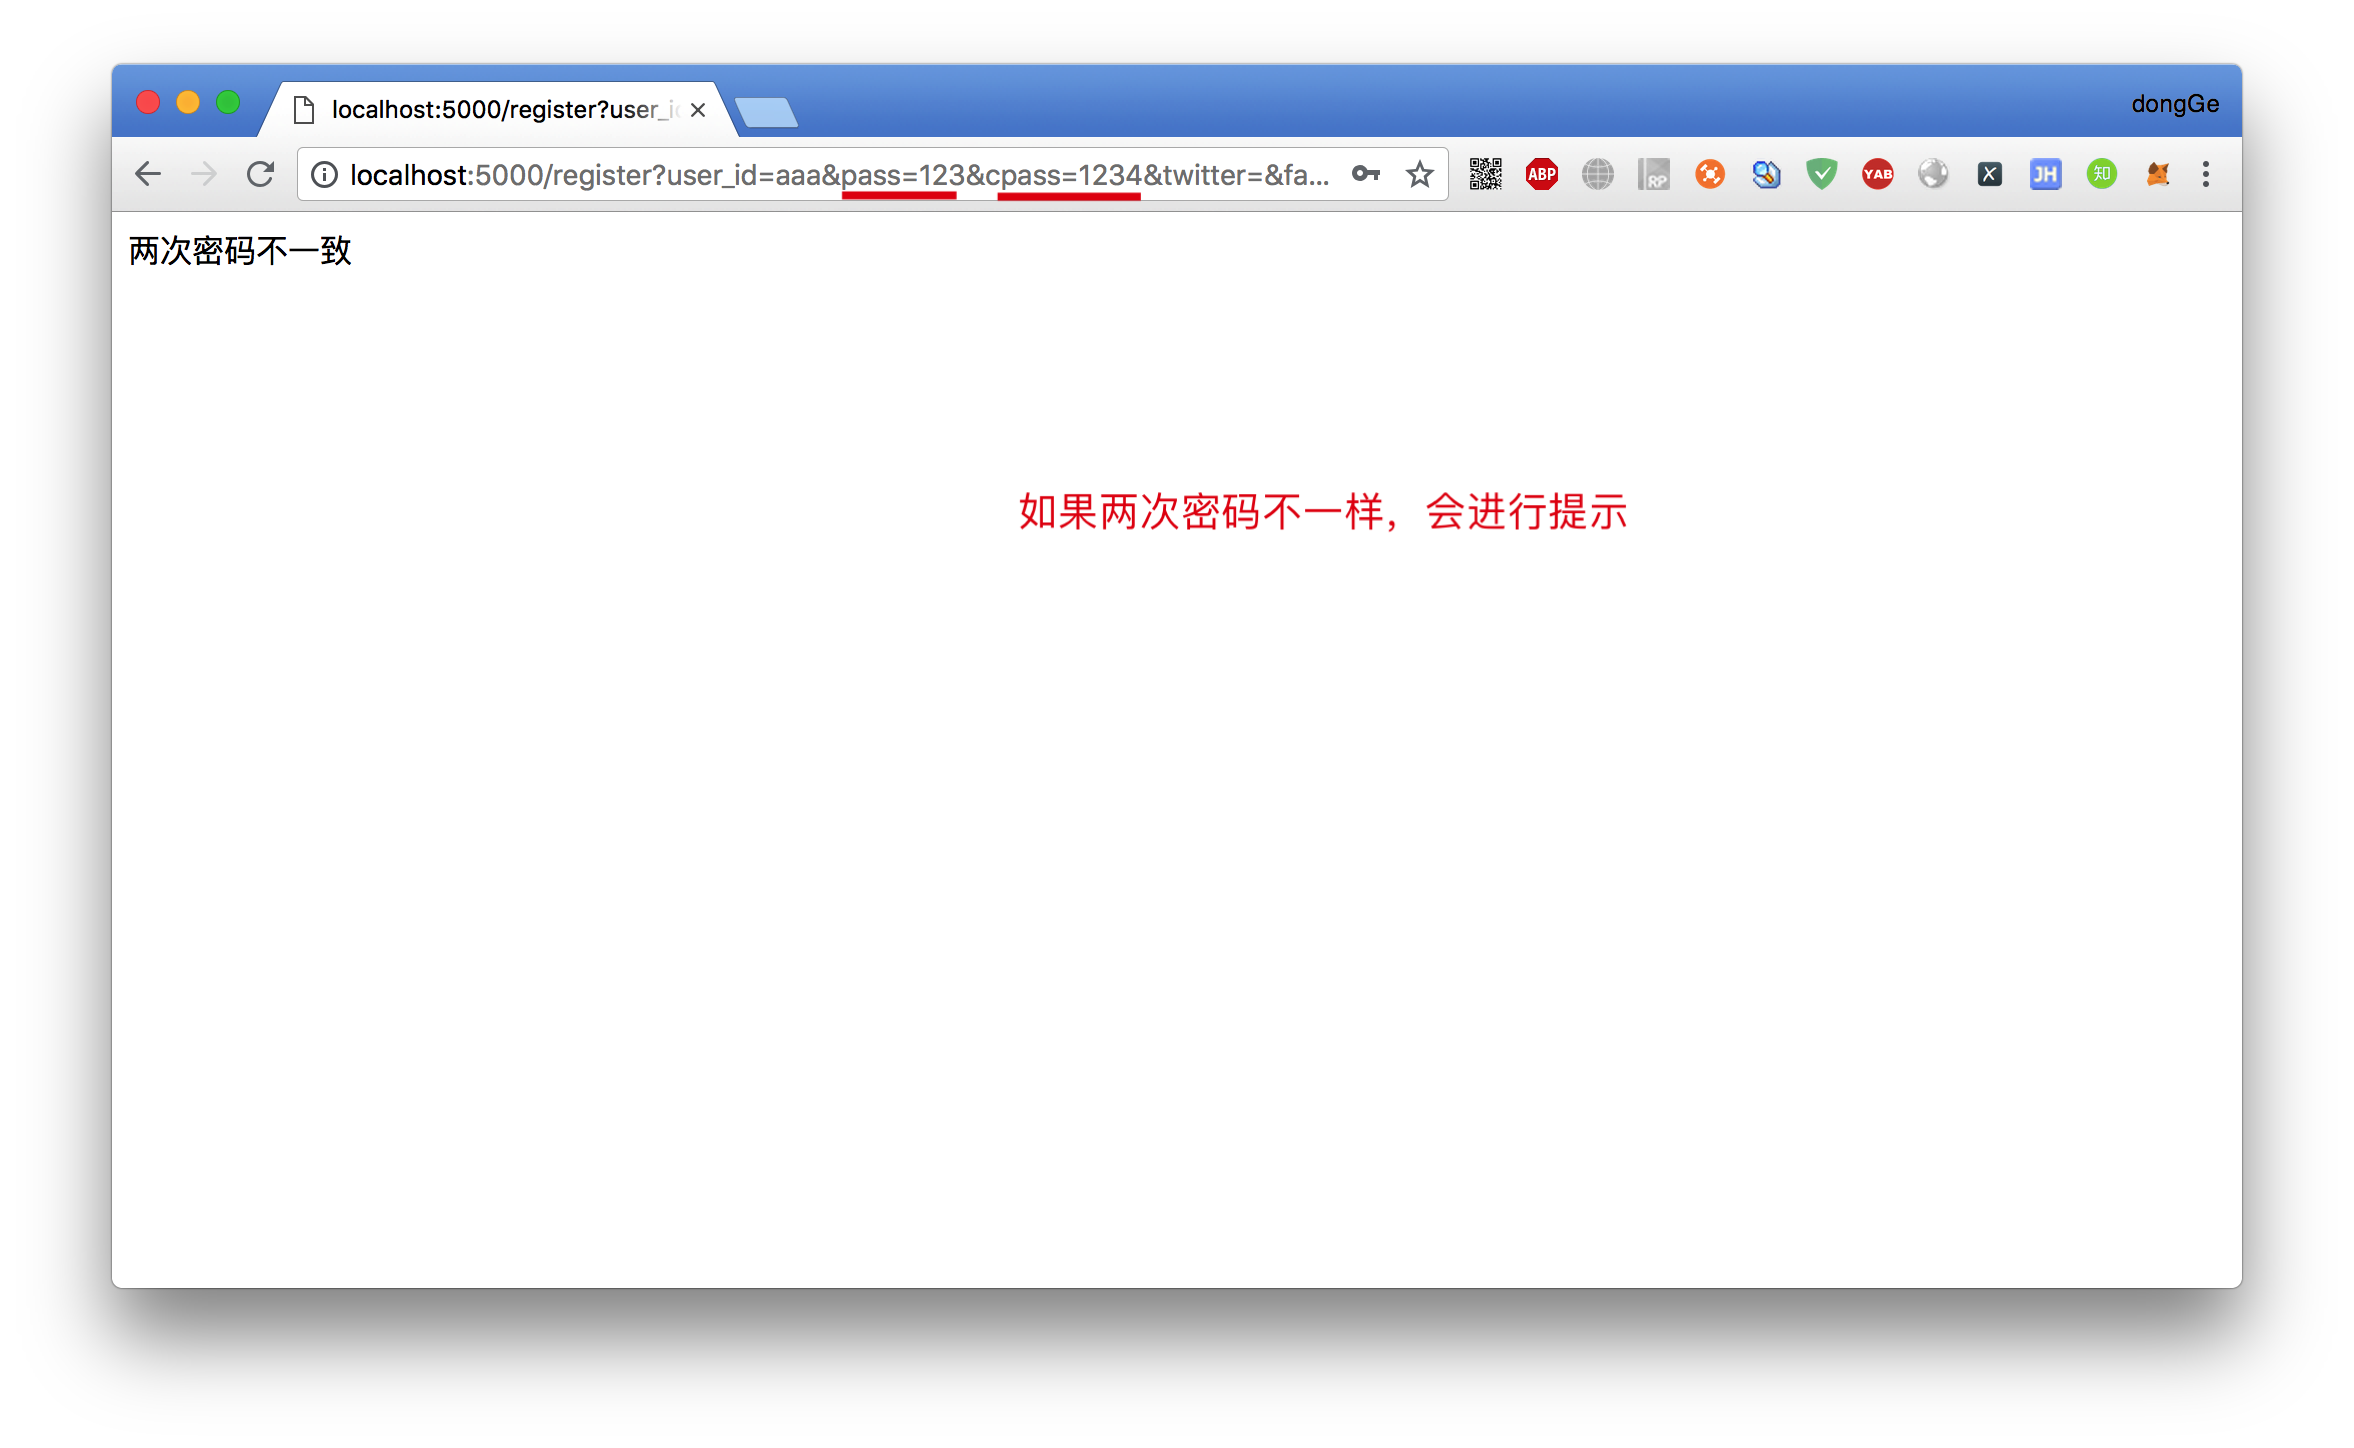 localhost:5000/register?user_i
dongGe
localhost:5000/register?user_id=aaa&pass=123&cpass=1234&twitter=&fa...
ABP
RP
YAB
X
JH
知
两次密码不一致
如果两次密码不一样，会进行提示